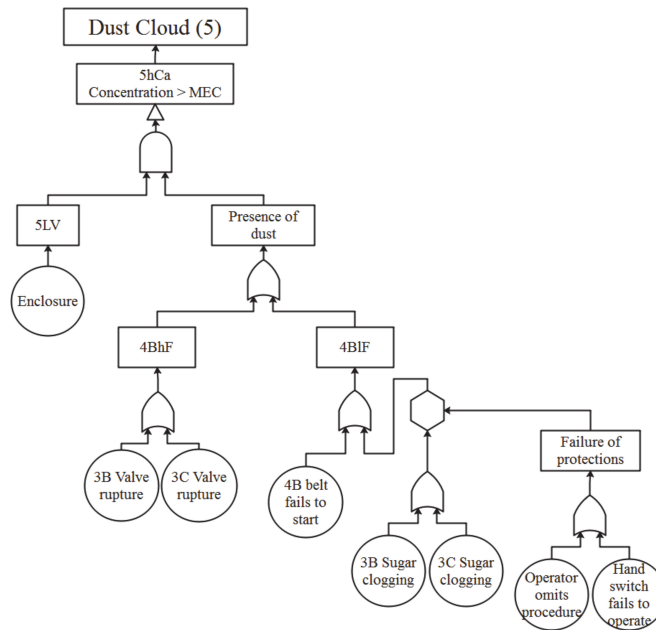 Dust Cloud (5)
5hCa
Concentration > MEC
5LV
Presence of
dust
Enclosure
4BhF
4BlF
3B Valve
rupture
3C Valve
rupture
4B belt
fails to
start
Failure of
protections
3B Sugar
clogging
3C Sugar
clogging
Operator
omits
procedure
Hand
switch
fails to
operate